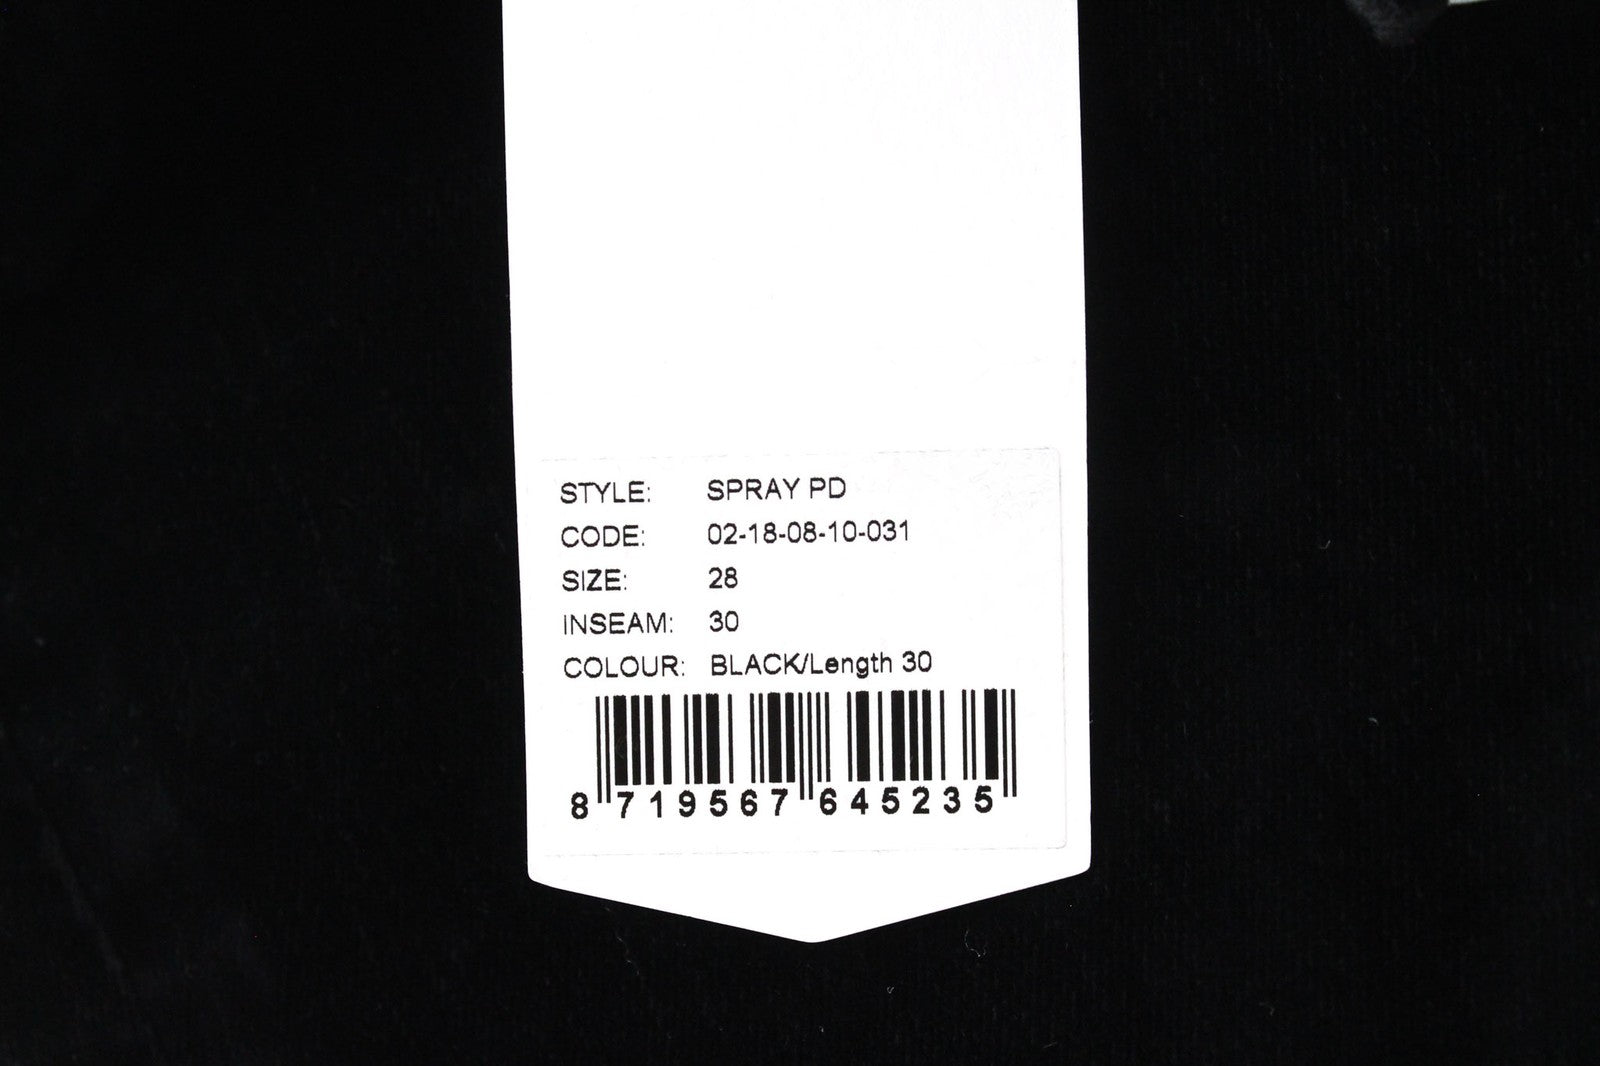 STYLE: SPRAY PD
CODE: 02-18-08-10-031
SIZE: 28
INSEAM: 30
COLOUR: BLACK/Length 30
8 719567 645235